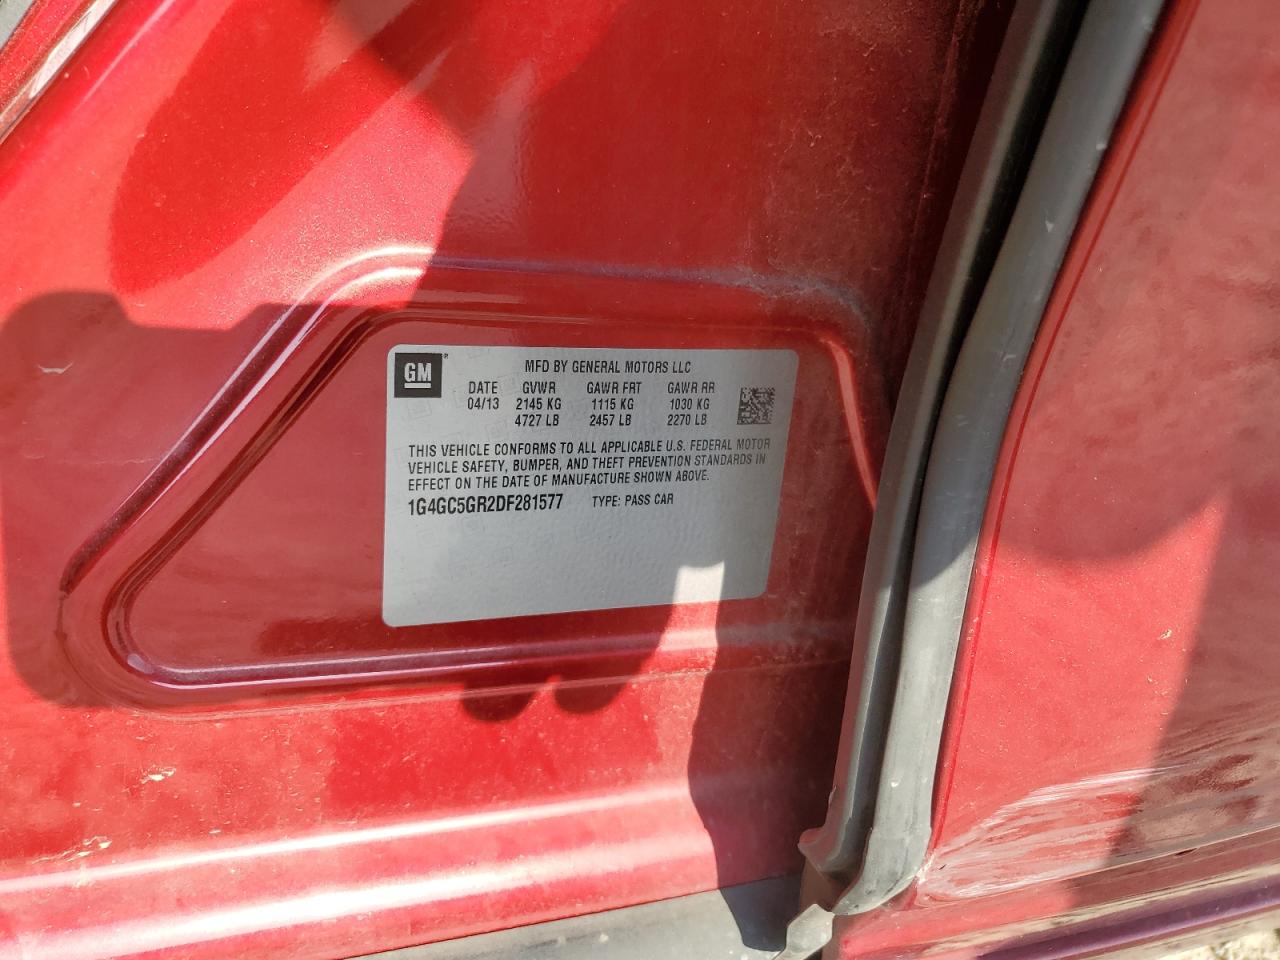 GM
MFD BY GENERAL MOTORS LLC
DATE GVWR GAWR FRT GAWR RR
04/13 2145 KG 1115 KG 1030 KG
4727 LB 2457 LB 2270 LB
THIS VEHICLE CONFORMS TO ALL APPLICABLE U.S. FEDERAL MOTOR
VEHICLE SAFETY, BUMPER, AND THEFT PREVENTION STANDARDS IN
EFFECT ON THE DATE OF MANUFACTURE SHOWN ABOVE.
1G4GC5GR2DF281577 TYPE: PASS CAR